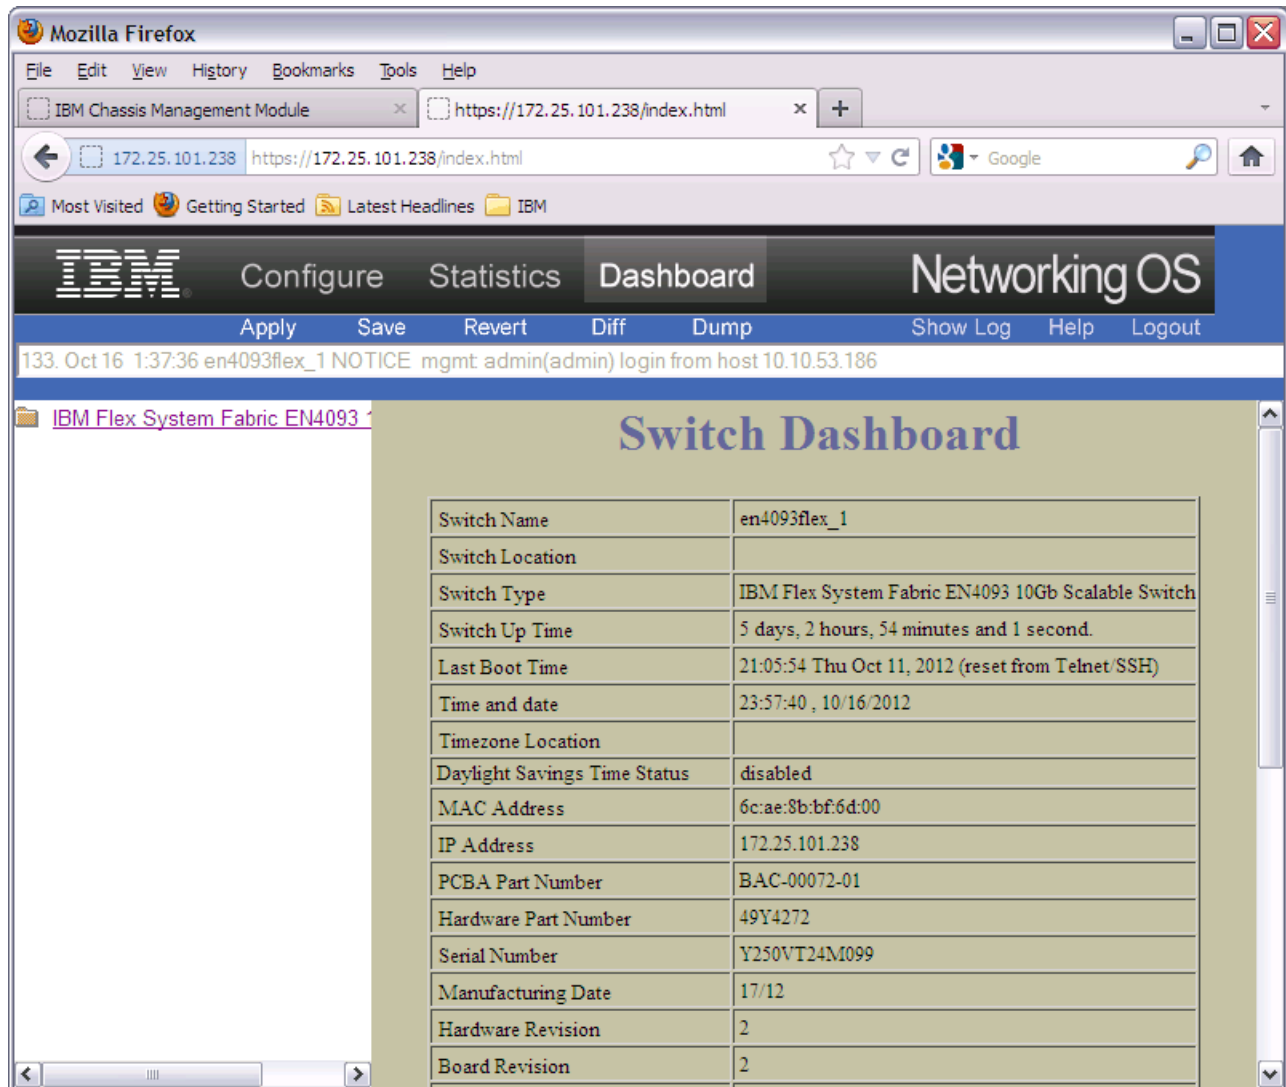 Mozilla Firefox
File Edit View History Bookmarks Tools Help
IBM Chassis Management Module https://172.25.101.238/index.html
172.25.101.238 https://172.25.101.238/index.html Google
Most Visited Getting Started Latest Headlines IBM
IBM Configure Statistics Dashboard Networking OS
Apply Save Revert Diff Dump Show Log Help Logout
133. Oct 16 1:37:36 en4093flex_1 NOTICE mgmt: admin(admin) login from host 10.10.53.186
IBM Flex System Fabric EN4093
Switch Dashboard
Switch Name en4093flex_1
Switch Location
Switch Type IBM Flex System Fabric EN4093 10Gb Scalable Switch
Switch Up Time 5 days, 2 hours, 54 minutes and 1 second.
Last Boot Time 21:05:54 Thu Oct 11, 2012 (reset from Telnet/SSH)
Time and date 23:57:40 , 10/16/2012
Timezone Location
Daylight Savings Time Status disabled
MAC Address 6c:ae:8b:bf:6d:00
IP Address 172.25.101.238
PCBA Part Number BAC-00072-01
Hardware Part Number 49Y4272
Serial Number Y250VT24M099
Manufacturing Date 17/12
Hardware Revision 2
Board Revision 2